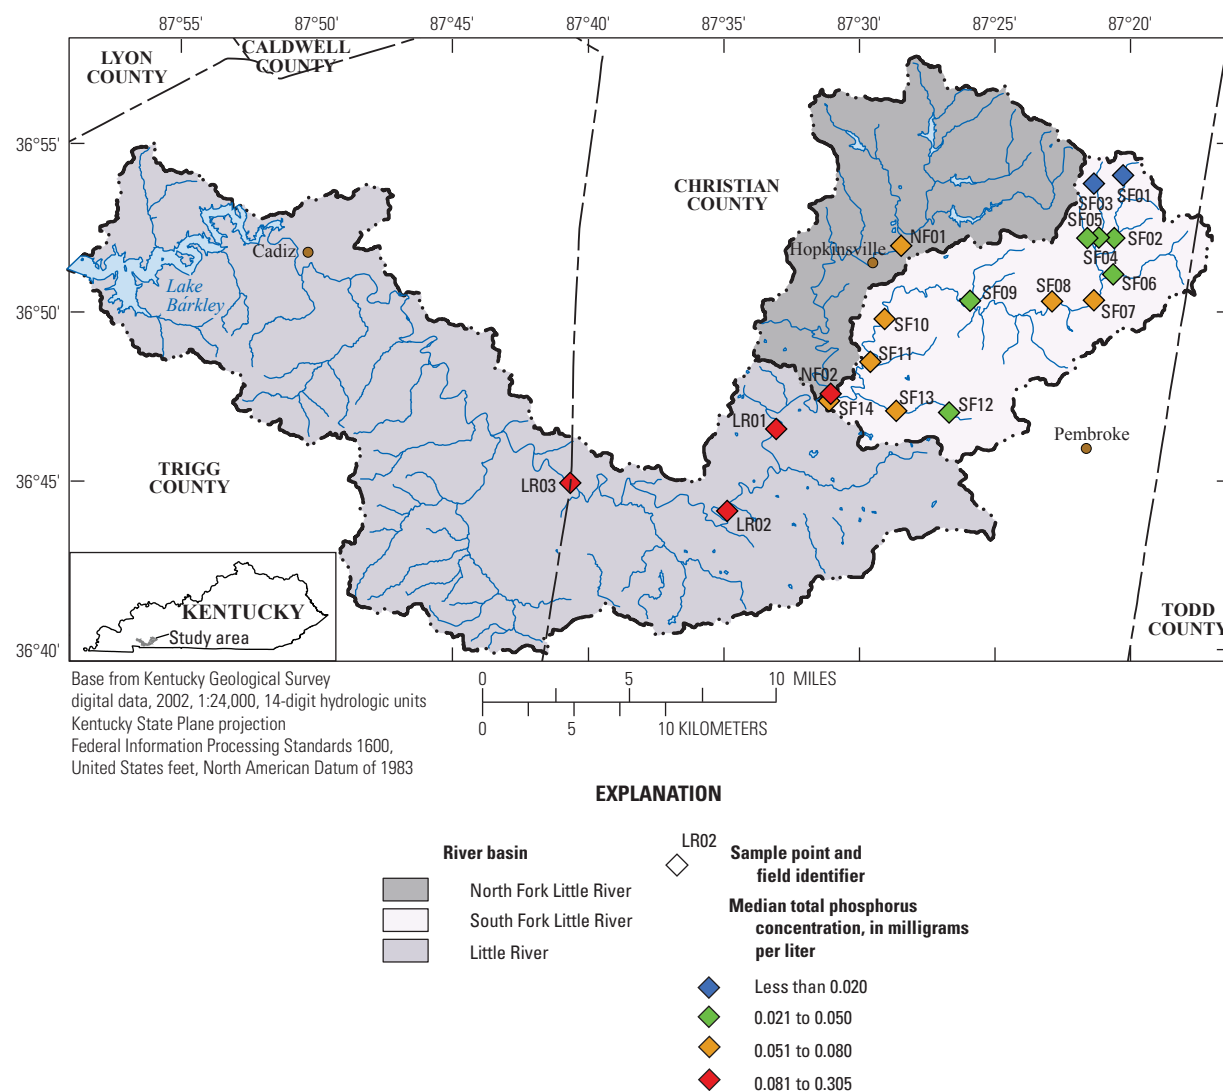 87°55' 87°50' 87°45' 87°40' 87°35' 87°30' 87°25' 87°20'
LYON
COUNTY
CALDWELL
COUNTY
36°55'
CHRISTIAN
COUNTY
SF03
SF01
SF05
SF02
SF04
NF01
Hopkinsville
Cadiz
Lake
Barkley
SF06
36°50'
SF09
SF08
SF07
SF10
SF11
NF02
SF14
SF13
SF12
LR01
Pembroke
TRIGG
COUNTY
36°45'
LR03
LR02
KENTUCKY
Study area
TODD
COUNTY
36°40'
Base from Kentucky Geological Survey
digital data, 2002, 1:24,000, 14-digit hydrologic units
Kentucky State Plane projection
Federal Information Processing Standards 1600,
United States feet, North American Datum of 1983
0 5 10 MILES
0 5 10 KILOMETERS
EXPLANATION
River basin
North Fork Little River
South Fork Little River
Little River
LR02
Sample point and
field identifier
Median total phosphorus
concentration, in milligrams
per liter
Less than 0.020
0.021 to 0.050
0.051 to 0.080
0.081 to 0.305